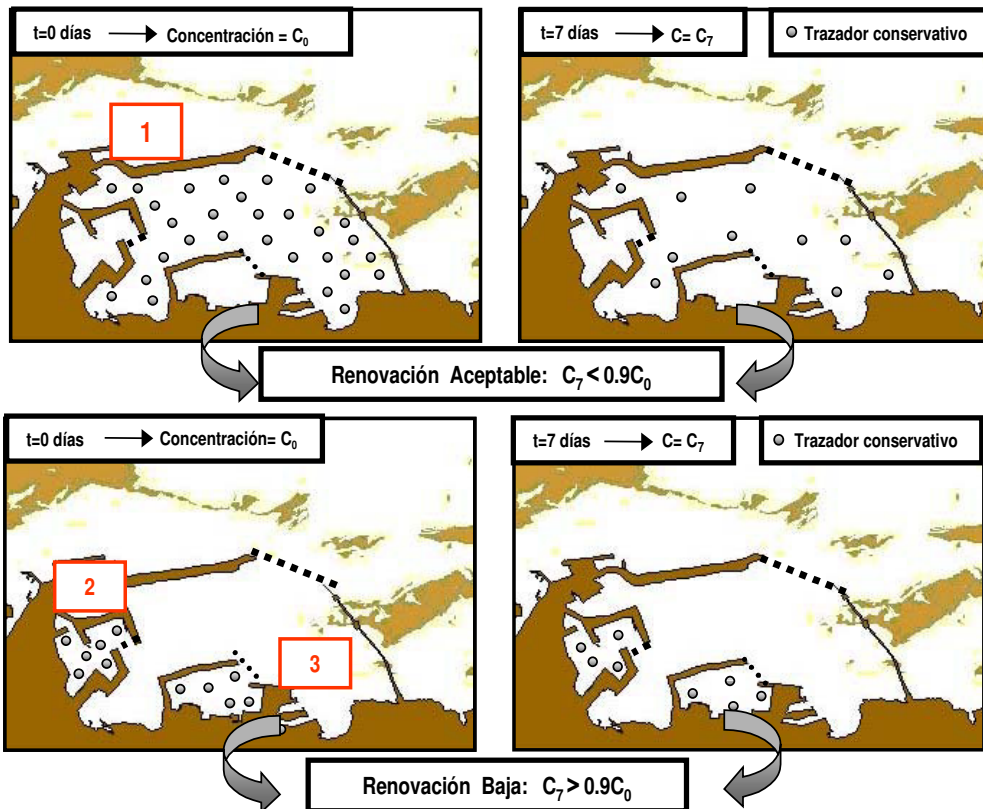 t=0 días → Concentración = C₀
t=7 días → C= C₇
Trazador conservativo
1
Renovación Aceptable: C₇ < 0.9C₀
t=0 días → Concentración= C₀
t=7 días → C= C₇
Trazador conservativo
2
3
Renovación Baja: C₇ > 0.9C₀